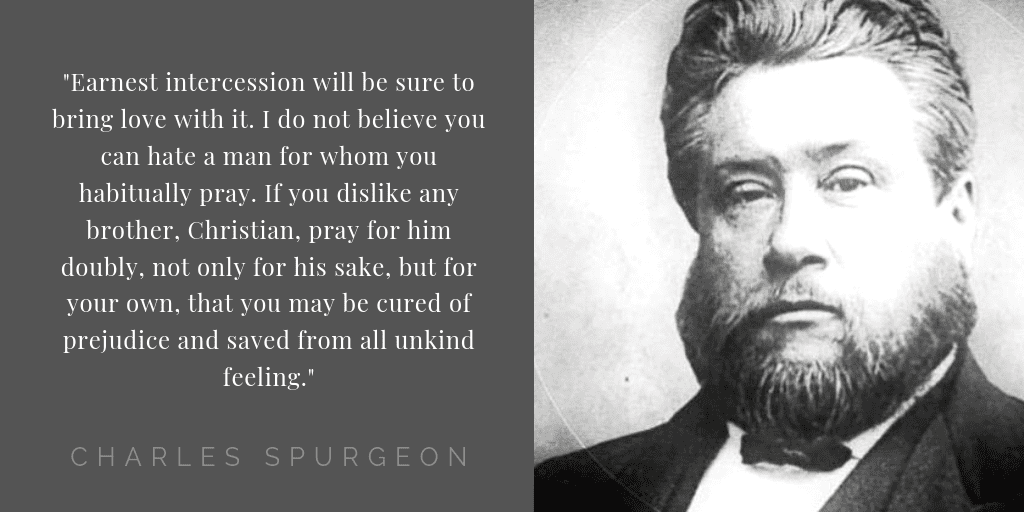 "Earnest intercession will be sure to
bring love with it. I do not believe you
can hate a man for whom you
habitually pray. If you dislike any
brother, Christian, pray for him
doubly, not only for his sake, but for
your own, that you may be cured of
prejudice and saved from all unkind
feeling."
CHARLES SPURGEON